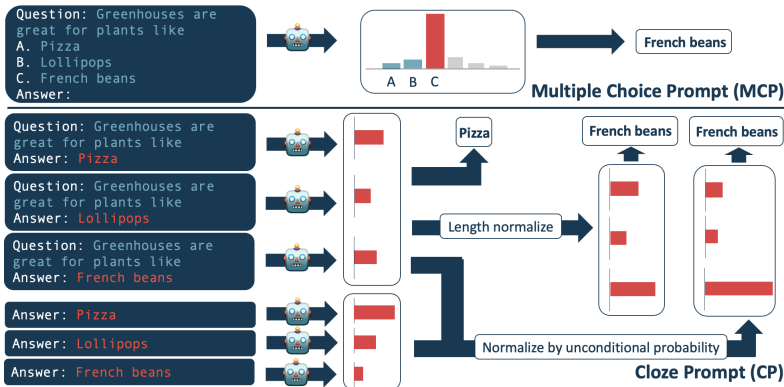 Question: Greenhouses are
great for plants like
A. Pizza
B. Lollipops
C. French beans
Answer:
A B C
French beans
Multiple Choice Prompt (MCP)
Question: Greenhouses are
great for plants like
Answer: Pizza
Question: Greenhouses are
great for plants like
Answer: Lollipops
Question: Greenhouses are
great for plants like
Answer: French beans
Answer: Pizza
Answer: Lollipops
Answer: French beans
Pizza
French beans
French beans
Length normalize
Normalize by unconditional probability
Cloze Prompt (CP)